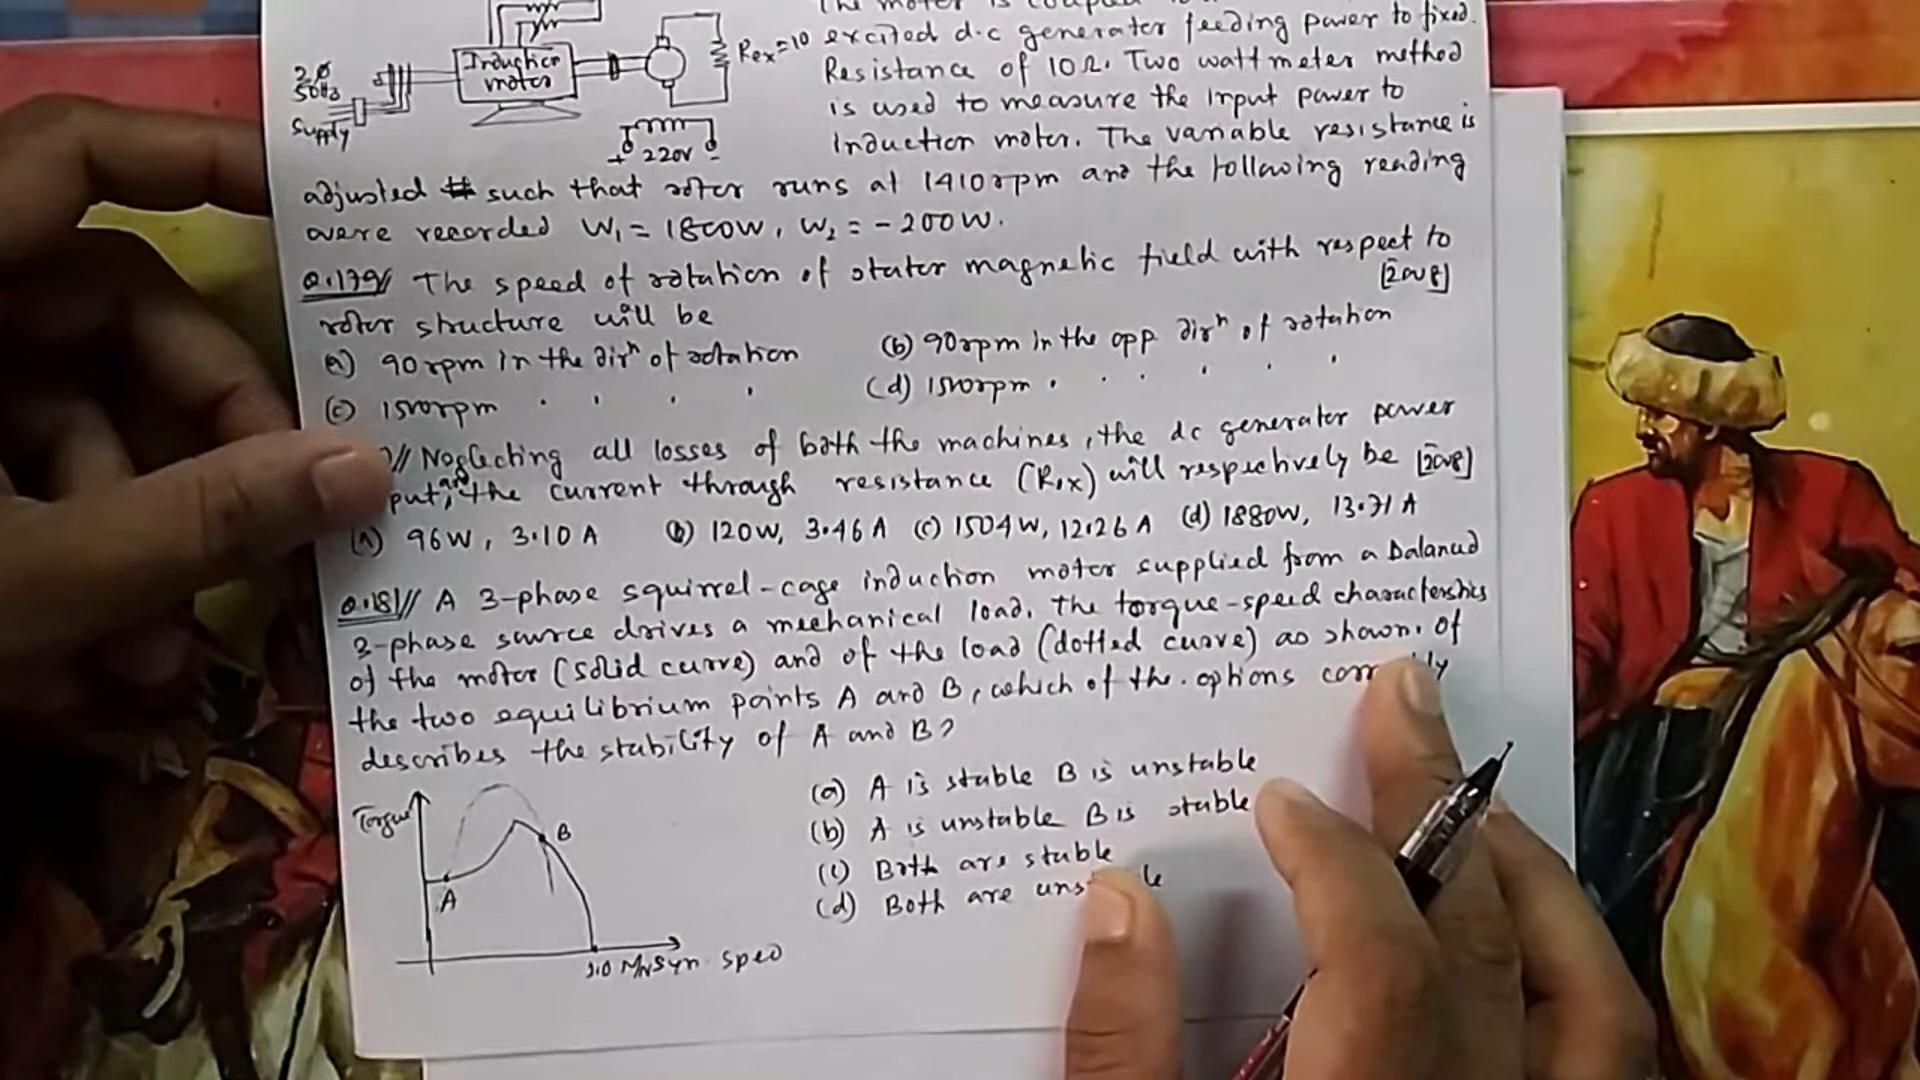 The motor is coupled
3Ø
50Hz
Supply
Induction
motor
Rex=10
+ 220V -
excited d.c generator feeding power to fixed
Resistance of 10Ω. Two wattmeter method
is used to measure the input power to
Induction motor. The variable resistance is
adjusted such that rotor runs at 1410rpm and the following reading
were recorded W₁ = 1800W, W₂ = -200W.
Q.179// The speed of rotation of stator magnetic field with respect to
rotor structure will be [2008]
(a) 90rpm in the dirⁿ of rotation (b) 90rpm in the opp. dirⁿ of rotation
(c) 1500rpm . . . . (d) 1500rpm . . . . . .
// Neglecting all losses of both the machines, the dc generator power
put, and the current through resistance (Rex) will respectively be [2008]
(a) 96W, 3.10 A (b) 120W, 3.46 A (c) 1504W, 12.26 A (d) 1880W, 13.71 A
Q.181// A 3-phase squirrel-cage induction motor supplied from a balanced
3-phase source drives a mechanical load. The torque-speed characteristics
of the motor (solid curve) and of the load (dotted curve) as shown. Of
the two equilibrium points A and B, which of the options
describes the stability of A and B?
Torque
A
B
1.0 Syn. speed
(a) A is stable B is unstable
(b) A is unstable B is stable
(c) Both are stable
(d) Both are